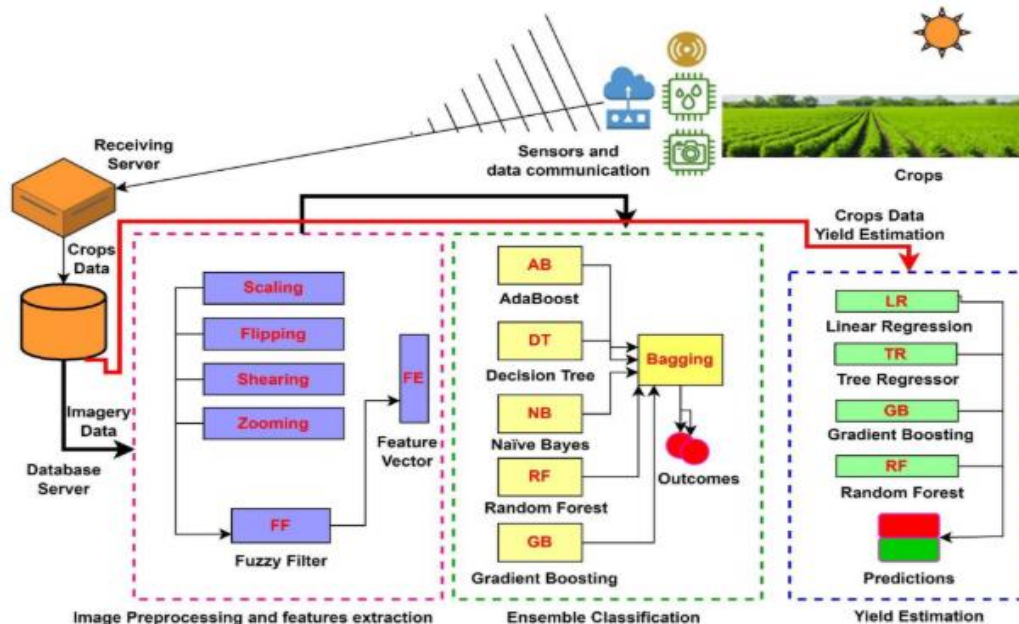 Receiving
Server
Sensors and
data communication
Crops
Crops
Data
Crops Data
Yield Estimation
Imagery
Data
Database
Server
Scaling
Flipping
Shearing
Zooming
FE
Feature
Vector
FF
Fuzzy Filter
Image Preprocessing and features extraction
AB
AdaBoost
DT
Decision Tree
NB
Naïve Bayes
RF
Random Forest
GB
Gradient Boosting
Bagging
Outcomes
Ensemble Classification
LR
Linear Regression
TR
Tree Regressor
GB
Gradient Boosting
RF
Random Forest
Predictions
Yield Estimation